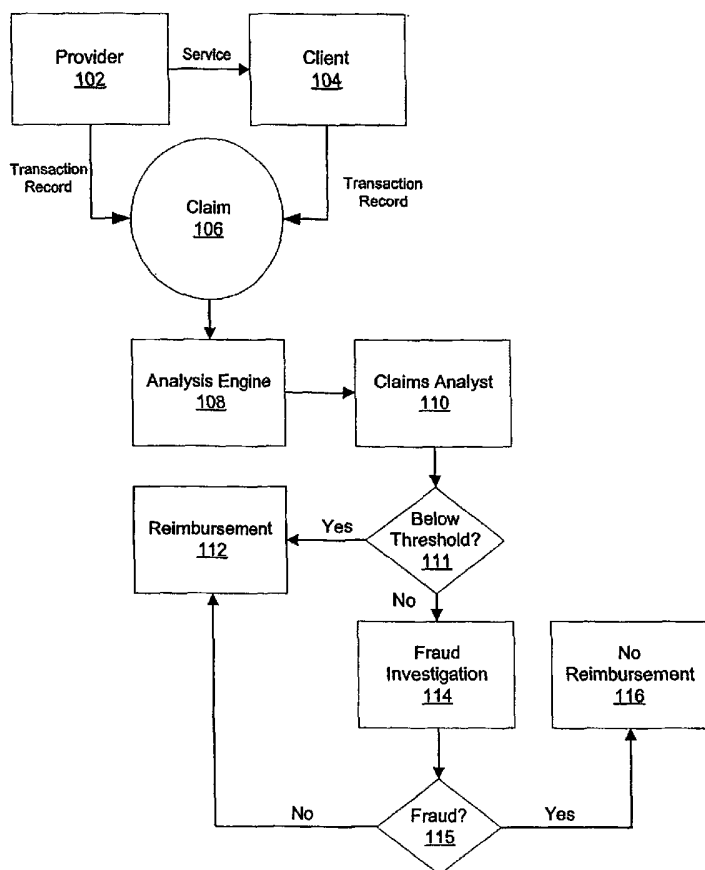 Provider
102
Service
Client
104
Transaction
Record
Claim
106
Transaction
Record
Analysis Engine
108
Claims Analyst
110
Reimbursement
112
Yes
Below
Threshold?
111
No
Fraud
Investigation
114
No
Reimbursement
116
No
Fraud?
115
Yes